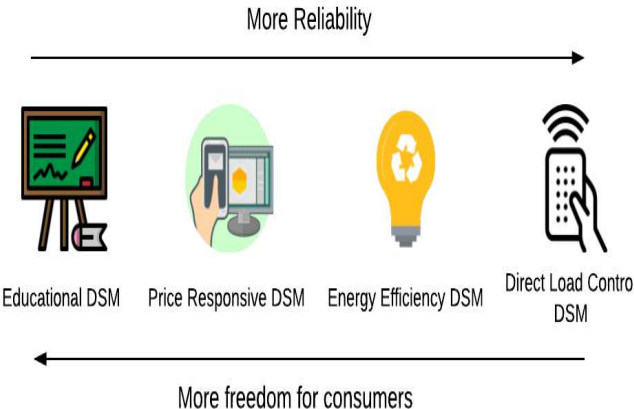 More Reliability
Educational DSM
Price Responsive DSM
Energy Efficiency DSM
Direct Load Contro
DSM
More freedom for consumers